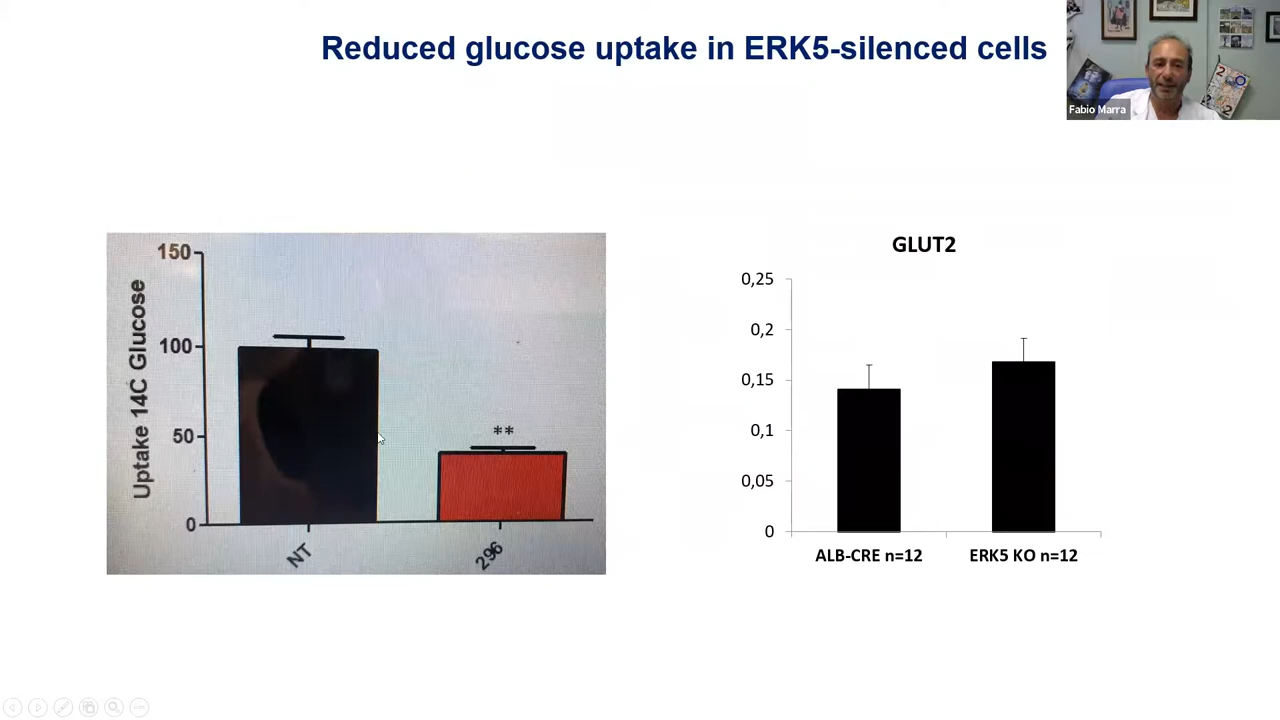 Reduced glucose uptake in ERK5-silenced cells
Fabio Marra
Uptake 14C Glucose
150
100
50
0
**
NT
296
GLUT2
0,25
0,2
0,15
0,1
0,05
0
ALB-CRE n=12
ERK5 KO n=12